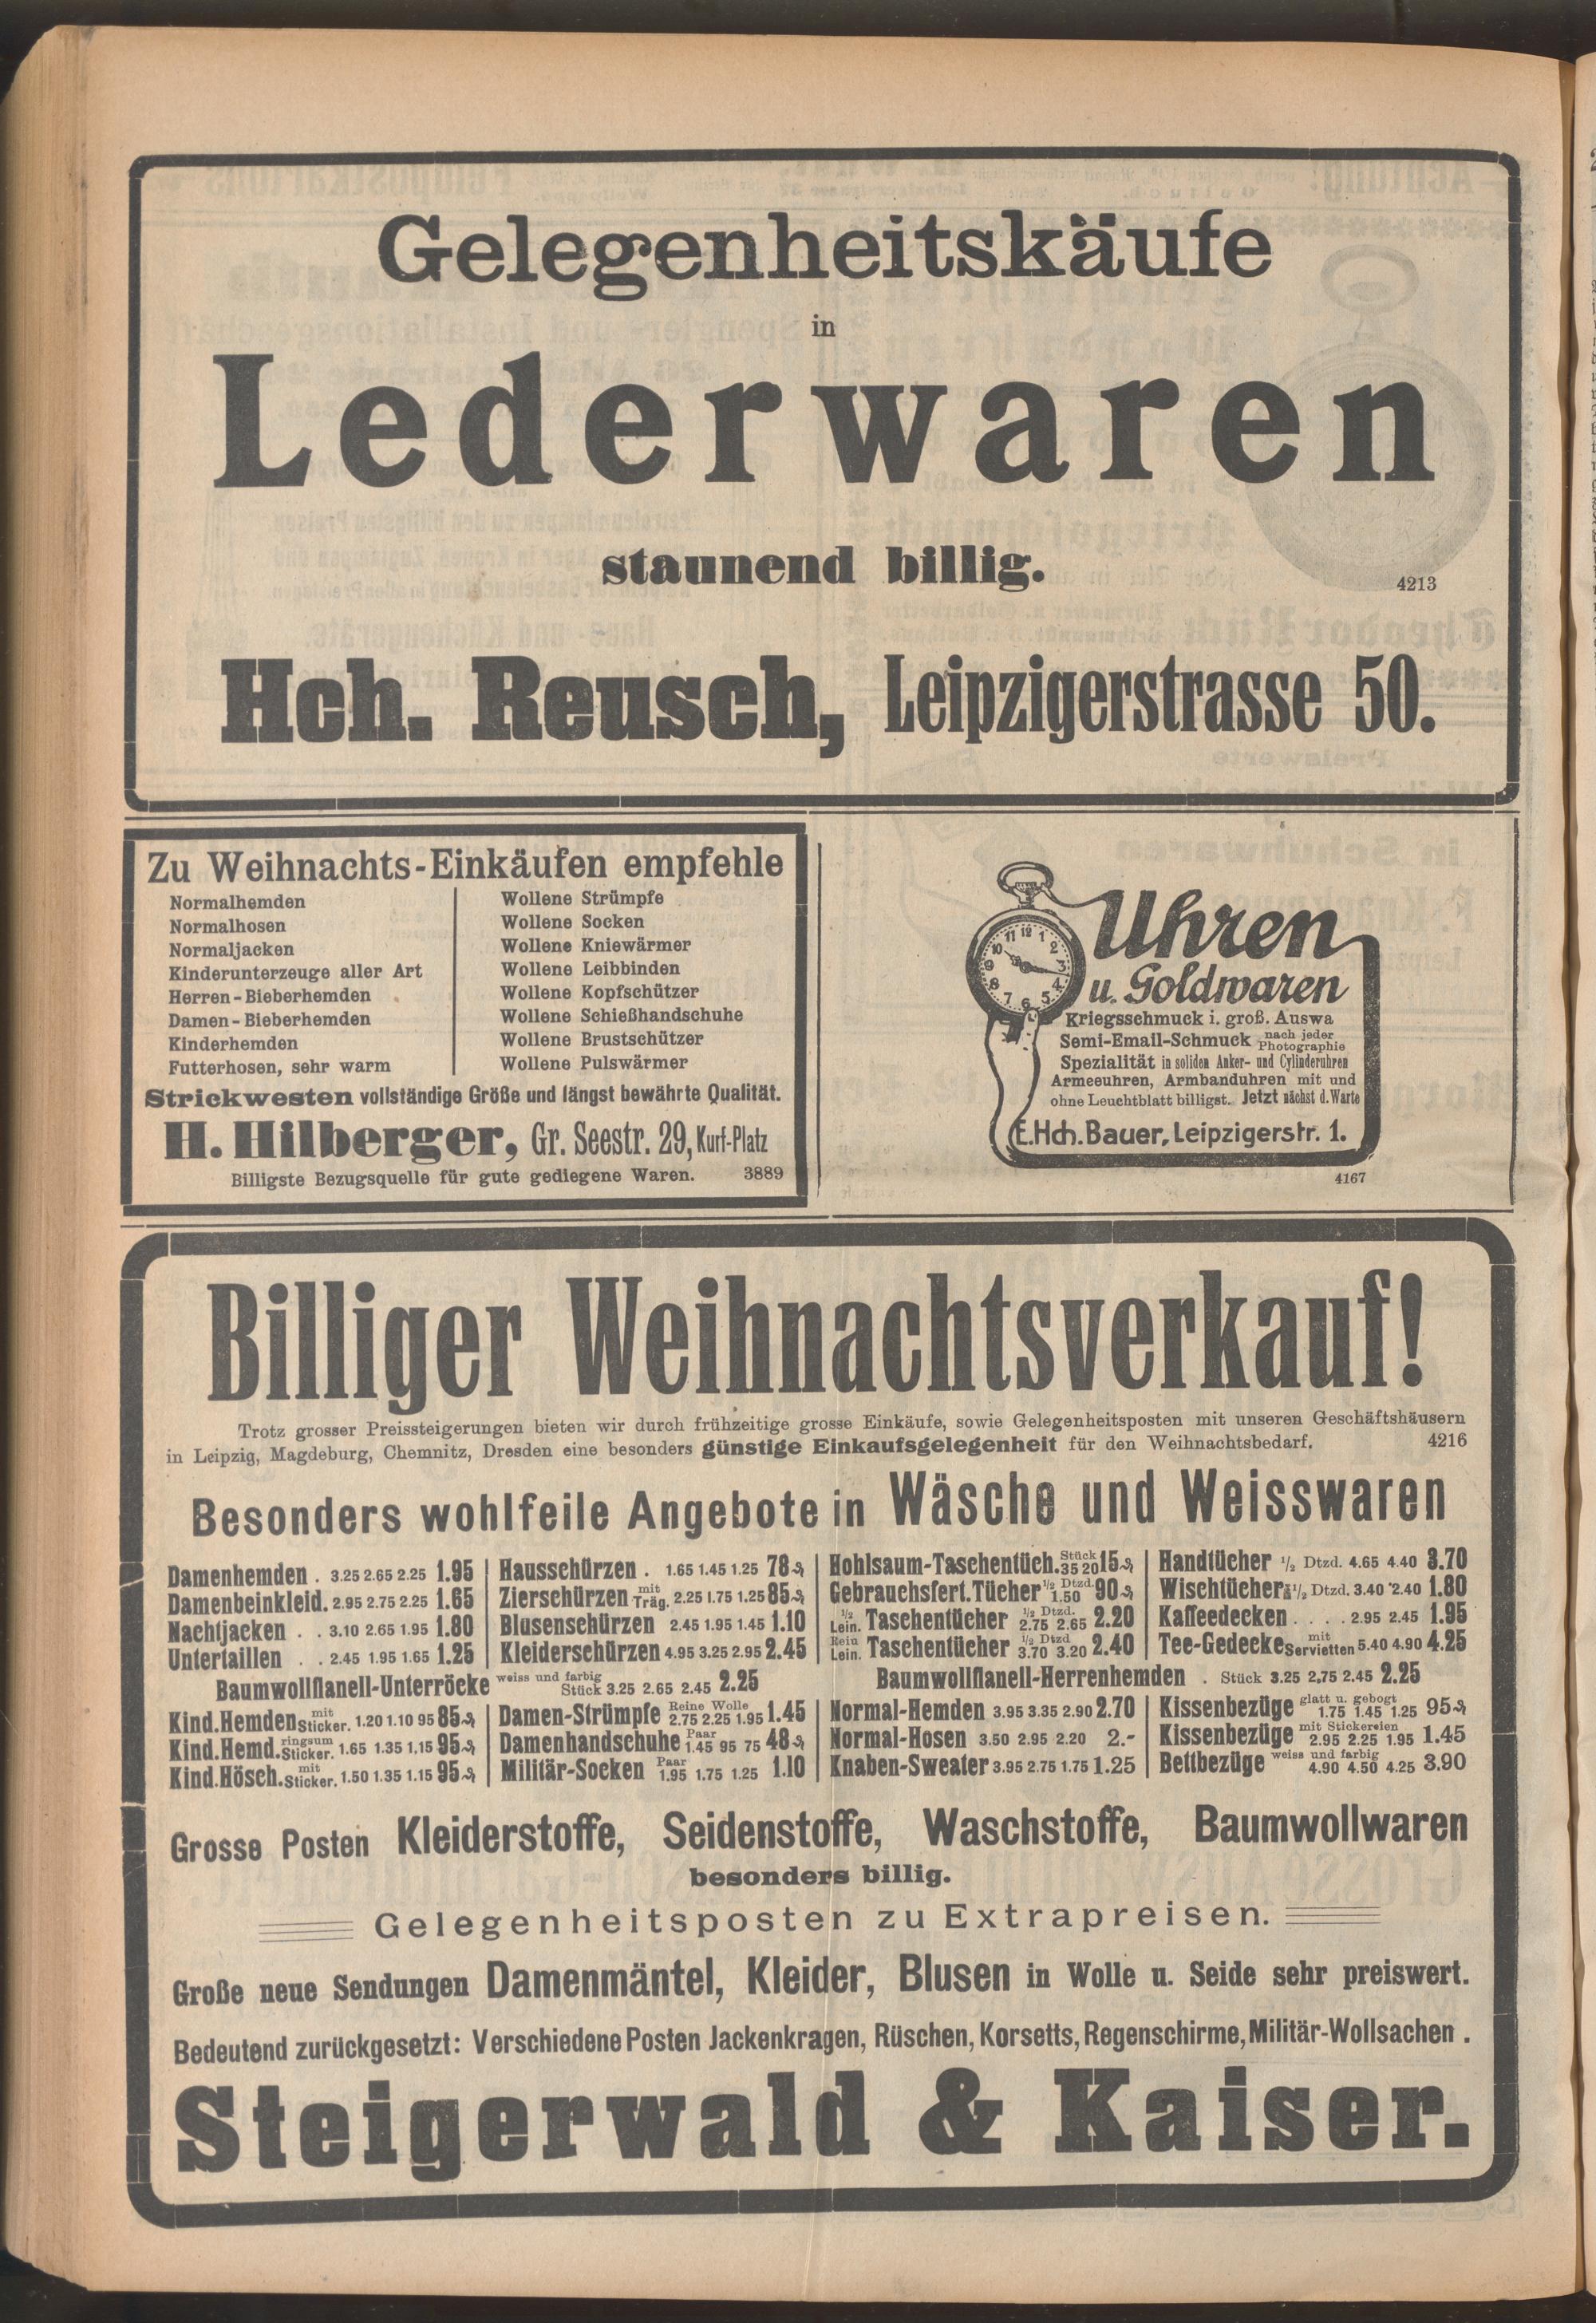 Gelegenheitskäufe
in
Lederwaren
staunend billig.
4213
Hch. Reusch, Leipzigerstrasse 50.
Zu Weihnachts-Einkäufen empfehle
Normalhemden
Normalhosen
Normaljacken
Kinderunterzeuge aller Art
Herren-Bieberhemden
Damen-Bieberhemden
Kinderhemden
Futterhosen, sehr warm
Wollene Strümpfe
Wollene Socken
Wollene Kniewärmer
Wollene Leibbinden
Wollene Kopfschützer
Wollene Schießhandschuhe
Wollene Brustschützer
Wollene Pulswärmer
Strickwesten vollständige Größe und längst bewährte Qualität.
H. Hilberger, Gr. Seestr. 29, Kurf-Platz
Billigste Bezugsquelle für gute gediegene Waren. 3889
Uhren
u. Goldwaren
Kriegsschmuck i. groß. Auswa
Semi-Email-Schmuck nach jeder Photographie
Spezialität in soliden Anker- und Cylinderuhren
Armeeuhren, Armbanduhren mit und
ohne Leuchtblatt billigst. Jetzt nächst d. Warte
E. Hch. Bauer, Leipzigerstr. 1.
4167
Billiger Weihnachtsverkauf!
Trotz grosser Preissteigerungen bieten wir durch frühzeitige grosse Einkäufe, sowie Gelegenheitsposten mit unseren Geschäftshäusern
in Leipzig, Magdeburg, Chemnitz, Dresden eine besonders günstige Einkaufsgelegenheit für den Weihnachtsbedarf. 4216
Besonders wohlfeile Angebote in Wäsche und Weisswaren
Damenhemden . 3.25 2.65 2.25 1.95
Damenbeinkleid. 2.95 2.75 2.25 1.65
Nachtjacken . . 3.10 2.65 1.95 1.80
Untertaillen . . 2.45 1.95 1.65 1.25
Hausschürzen . 1.65 1.45 1.25 78 ₰
Zierschürzen mit Träg. 2.25 1.75 1.25 85 ₰
Blusenschürzen 2.45 1.95 1.45 1.10
Kleiderschürzen 4.95 3.25 2.95 2.45
Hohlsaum-Taschentüch. Stück 35 20 15 ₰
Gebrauchsfert. Tücher ½ Dtzd 1.50 90 ₰
½ Lein. Taschentücher ½ Dtzd. 2.75 2.65 2.20
Rein Lein. Taschentücher ½ Dtzd 3.70 3.20 2.40
Handtücher ½ Dtzd. 4.65 4.40 3.70
Wischtücher ½ Dtzd. 3.40 2.40 1.80
Kaffeedecken . . . . 2.95 2.45 1.95
Tee-Gedecke mit Servietten 5.40 4.90 4.25
Baumwollflanell-Unterröcke weiss und farbig Stück 3.25 2.65 2.45 2.25
Baumwollflanell-Herrenhemden . Stück 3.25 2.75 2.45 2.25
Kind. Hemden mit Sticker. 1.20 1.10 95 85 ₰
Kind. Hemd. ringsum Sticker. 1.65 1.35 1.15 95 ₰
Kind. Hösch. mit Sticker. 1.50 1.35 1.15 95 ₰
Damen-Strümpfe Reine Wolle 2.75 2.25 1.95 1.45
Damenhandschuhe Paar 1.45 95 75 48 ₰
Militär-Socken Paar 1.95 1.75 1.25 1.10
Normal-Hemden 3.95 3.35 2.90 2.70
Normal-Hosen 3.50 2.95 2.20 2.-
Knaben-Sweater 3.95 2.75 1.75 1.25
Kissenbezüge glatt u. gebogt 1.75 1.45 1.25 95 ₰
Kissenbezüge mit Stickereien 2.95 2.25 1.95 1.45
Bettbezüge weiss und farbig 4.90 4.50 4.25 3.90
Grosse Posten Kleiderstoffe, Seidenstoffe, Waschstoffe, Baumwollwaren
besonders billig.
Gelegenheitsposten zu Extrapreisen.
Große neue Sendungen Damenmäntel, Kleider, Blusen in Wolle u. Seide sehr preiswert.
Bedeutend zurückgesetzt: Verschiedene Posten Jackenkragen, Rüschen, Korsetts, Regenschirme, Militär-Wollsachen .
Steigerwald & Kaiser.